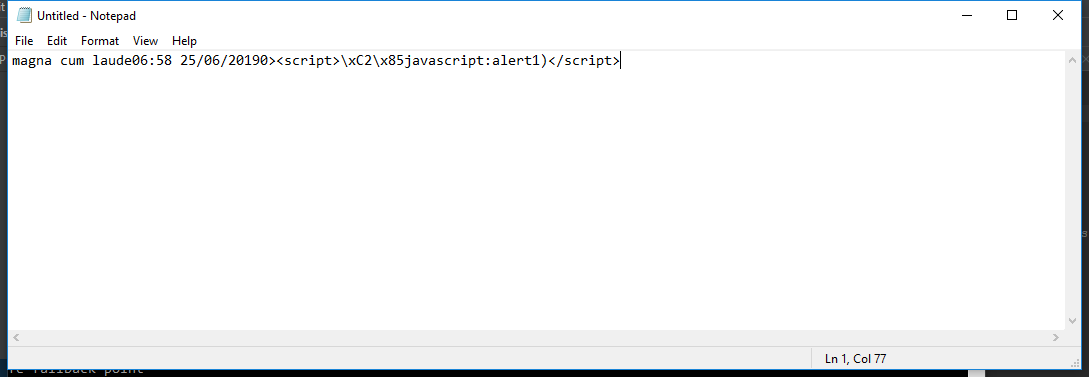 Untitled - Notepad
File Edit Format View Help
magna cum laude06:58 25/06/20190><script>\xC2\x85javascript:alert1)</script>
Ln 1, Col 77
fallback point